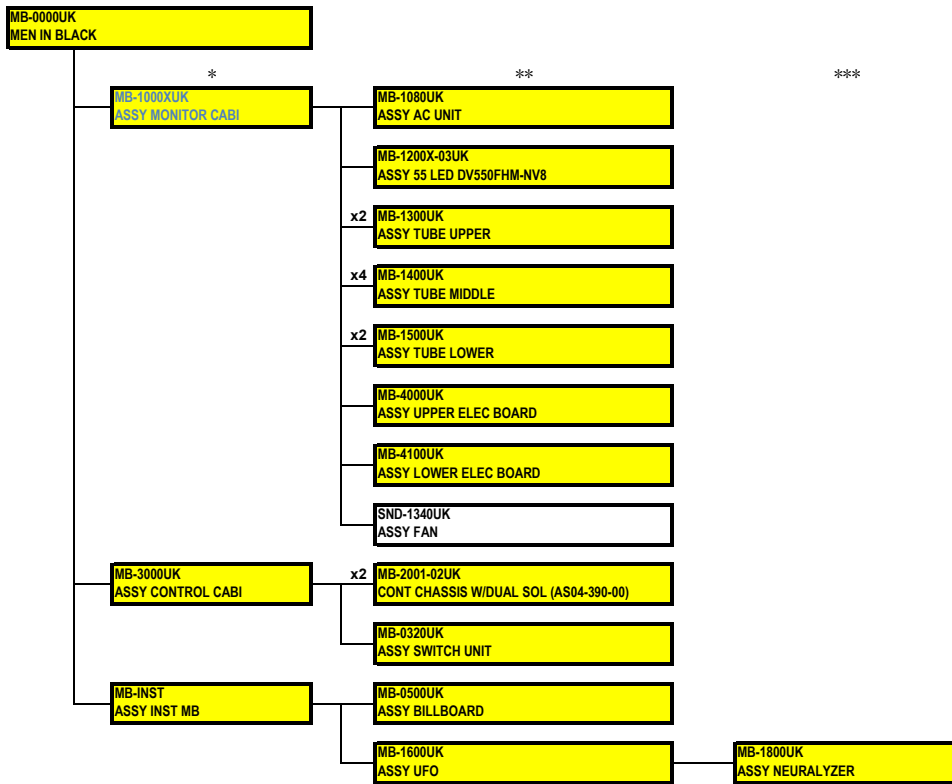 MB-0000UK
MEN IN BLACK
* ** ***
MB-1000XUK
ASSY MONITOR CABI
MB-1080UK
ASSY AC UNIT
MB-1200X-03UK
ASSY 55 LED DV550FHM-NV8
x2 MB-1300UK
ASSY TUBE UPPER
x4 MB-1400UK
ASSY TUBE MIDDLE
x2 MB-1500UK
ASSY TUBE LOWER
MB-4000UK
ASSY UPPER ELEC BOARD
MB-4100UK
ASSY LOWER ELEC BOARD
SND-1340UK
ASSY FAN
MB-3000UK
ASSY CONTROL CABI
x2 MB-2001-02UK
CONT CHASSIS W/DUAL SOL (AS04-390-00)
MB-0320UK
ASSY SWITCH UNIT
MB-INST
ASSY INST MB
MB-0500UK
ASSY BILLBOARD
MB-1600UK
ASSY UFO
MB-1800UK
ASSY NEURALYZER